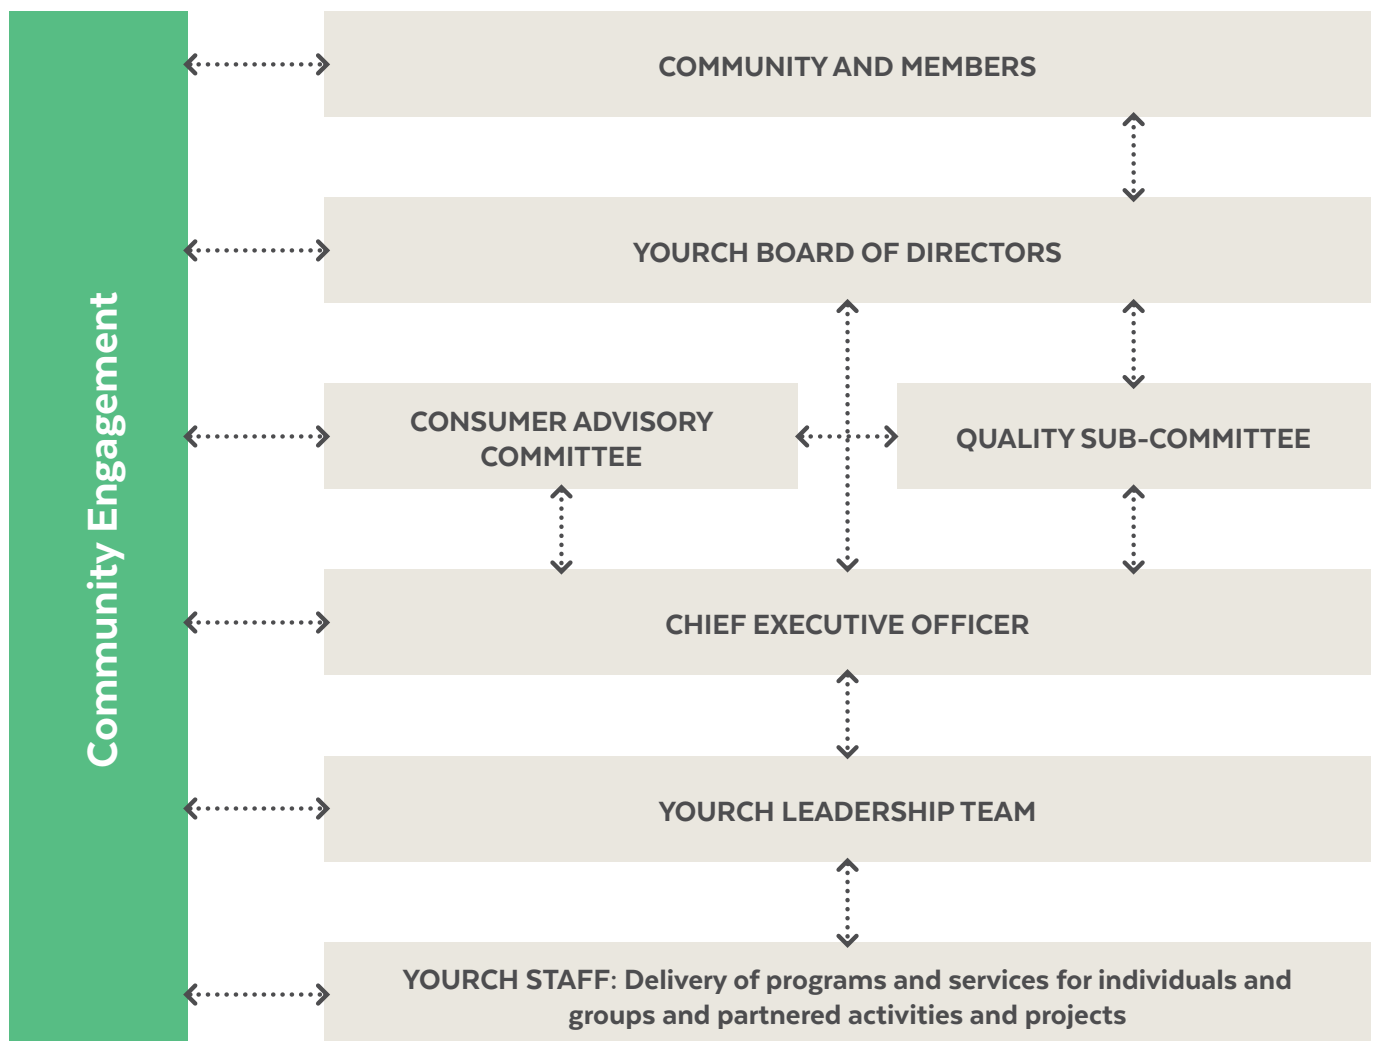 Community Engagement
COMMUNITY AND MEMBERS
YOURCH BOARD OF DIRECTORS
CONSUMER ADVISORY
COMMITTEE
QUALITY SUB-COMMITTEE
CHIEF EXECUTIVE OFFICER
YOURCH LEADERSHIP TEAM
YOURCH STAFF: Delivery of programs and services for individuals and
groups and partnered activities and projects